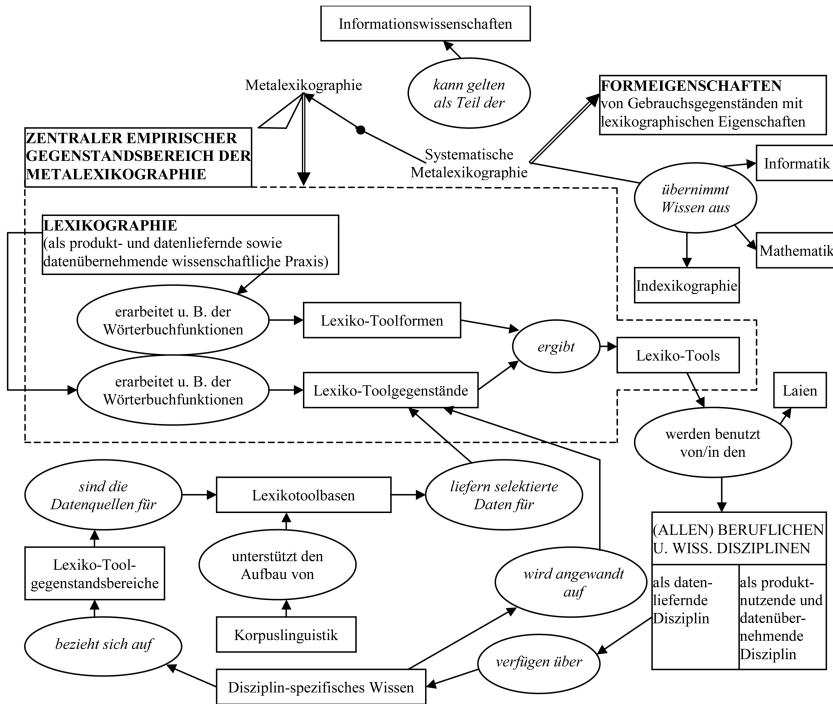 Informationswissenschaften
kann gelten
als Teil der
Metalexikographie
FORMEIGENSCHAFTEN
von Gebrauchsgegenständen mit
lexikographischen Eigenschaften
ZENTRALER EMPIRISCHER
GEGENSTANDSBEREICH DER
METALEXIKOGRAPHIE
Systematische
Metalexikographie
Informatik
übernimmt
Wissen aus
Mathematik
Indexikographie
LEXIKOGRAPHIE
(als produkt- und datenliefernde sowie
datenübernehmende wissenschaftliche Praxis)
erarbeitet u. B. der
Wörterbuchfunktionen
Lexiko-Toolformen
ergibt
Lexiko-Tools
erarbeitet u. B. der
Wörterbuchfunktionen
Lexiko-Toolgegenstände
Laien
werden benutzt
von/in den
sind die
Datenquellen für
Lexikotoolbasen
liefern selektierte
Daten für
(ALLEN) BERUFLICHEN
U. WISS. DISZIPLINEN
Lexiko-Tool-
gegenstandsbereiche
unterstützt den
Aufbau von
wird angewandt
auf
als daten-
liefernde
Disziplin
als produkt-
nutzende und
datenüber-
nehmende
Disziplin
bezieht sich auf
Korpuslinguistik
verfügen über
Disziplin-spezifisches Wissen